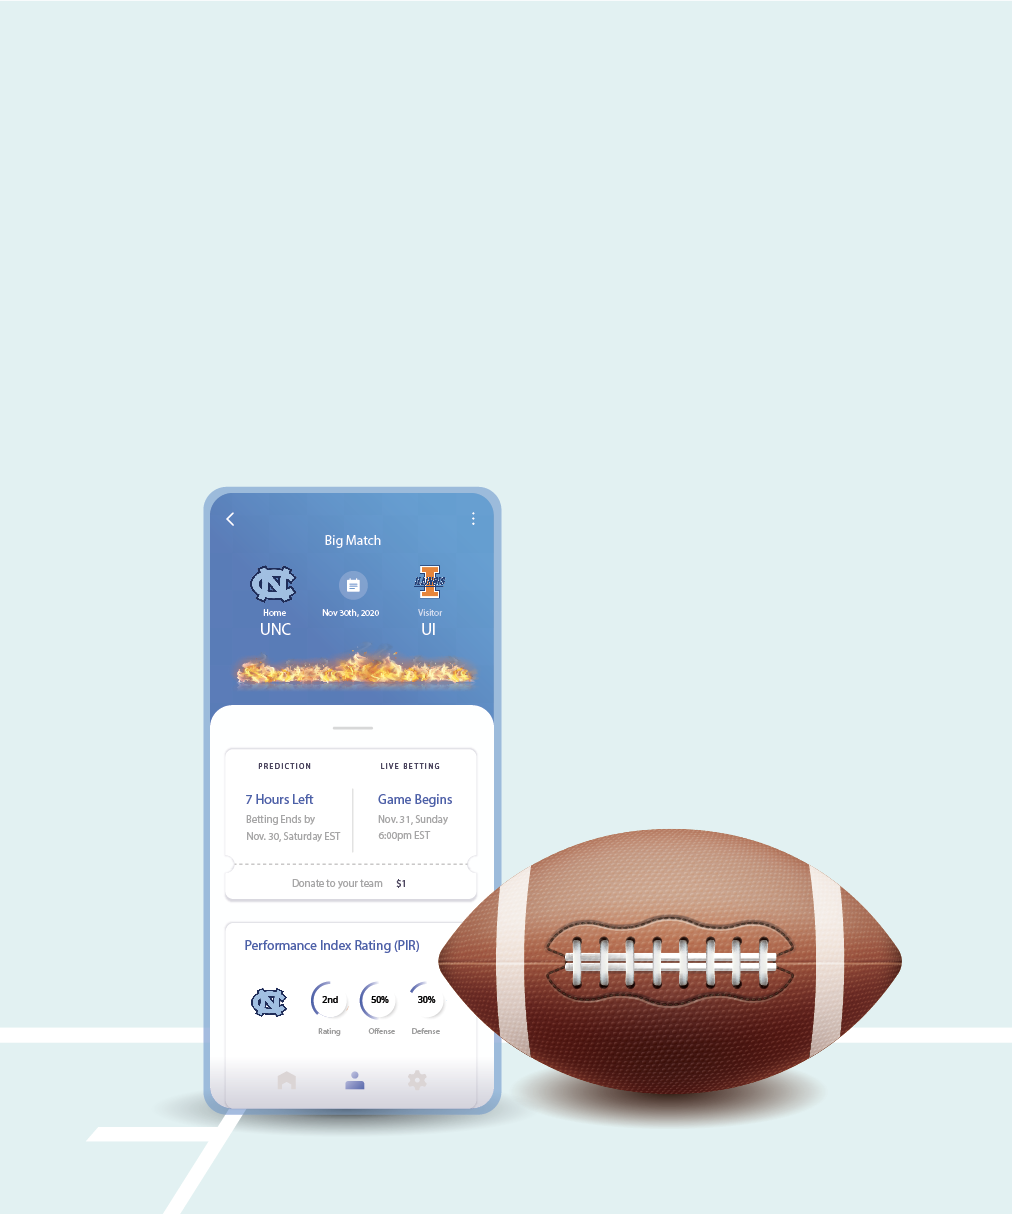 Big Match
Home
Nov 30th, 2020
Visitor
UNC
UI
PREDICTION
LIVE BETTING
7 Hours Left
Game Begins
Betting Ends by
Nov. 31, Sunday
Nov. 30, Saturday EST
6:00pm EST
Donate to your team $1
Performance Index Rating (PIR)
2nd
50%
30%
Rating
Offense
Defense